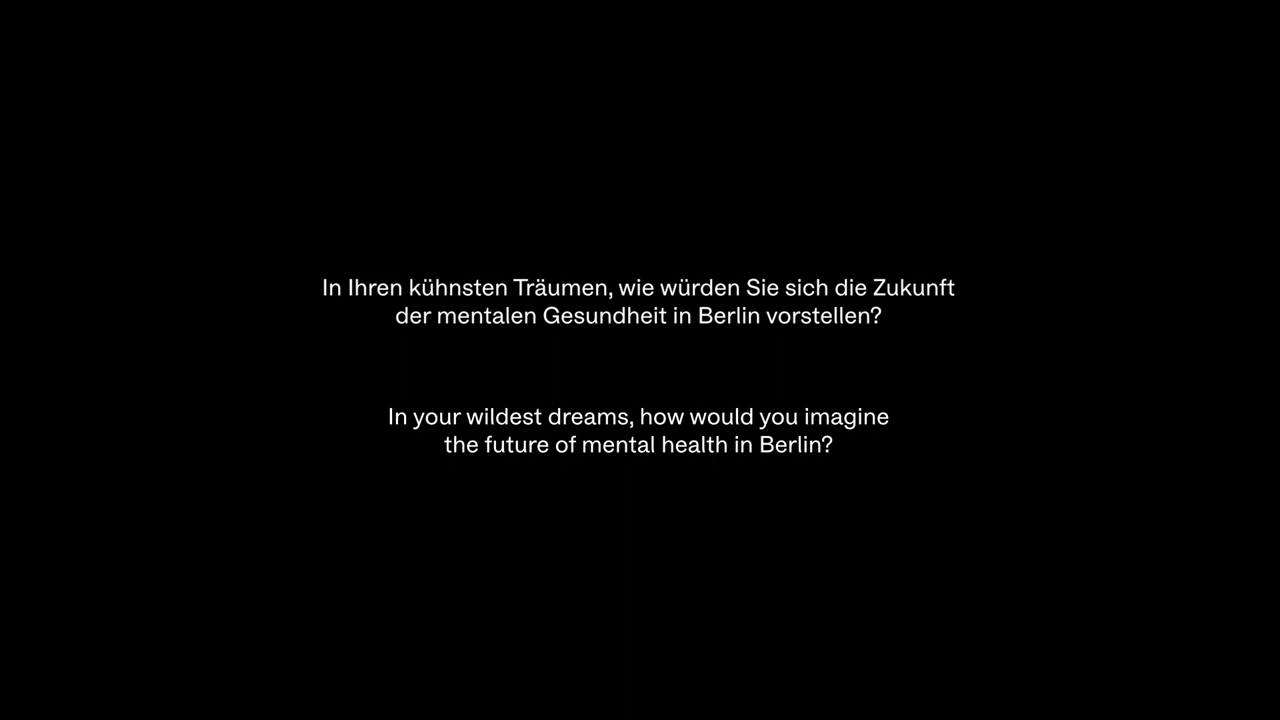 In Ihren kühnsten Träumen, wie würden Sie sich die Zukunft
der mentalen Gesundheit in Berlin vorstellen?
In your wildest dreams, how would you imagine
the future of mental health in Berlin?